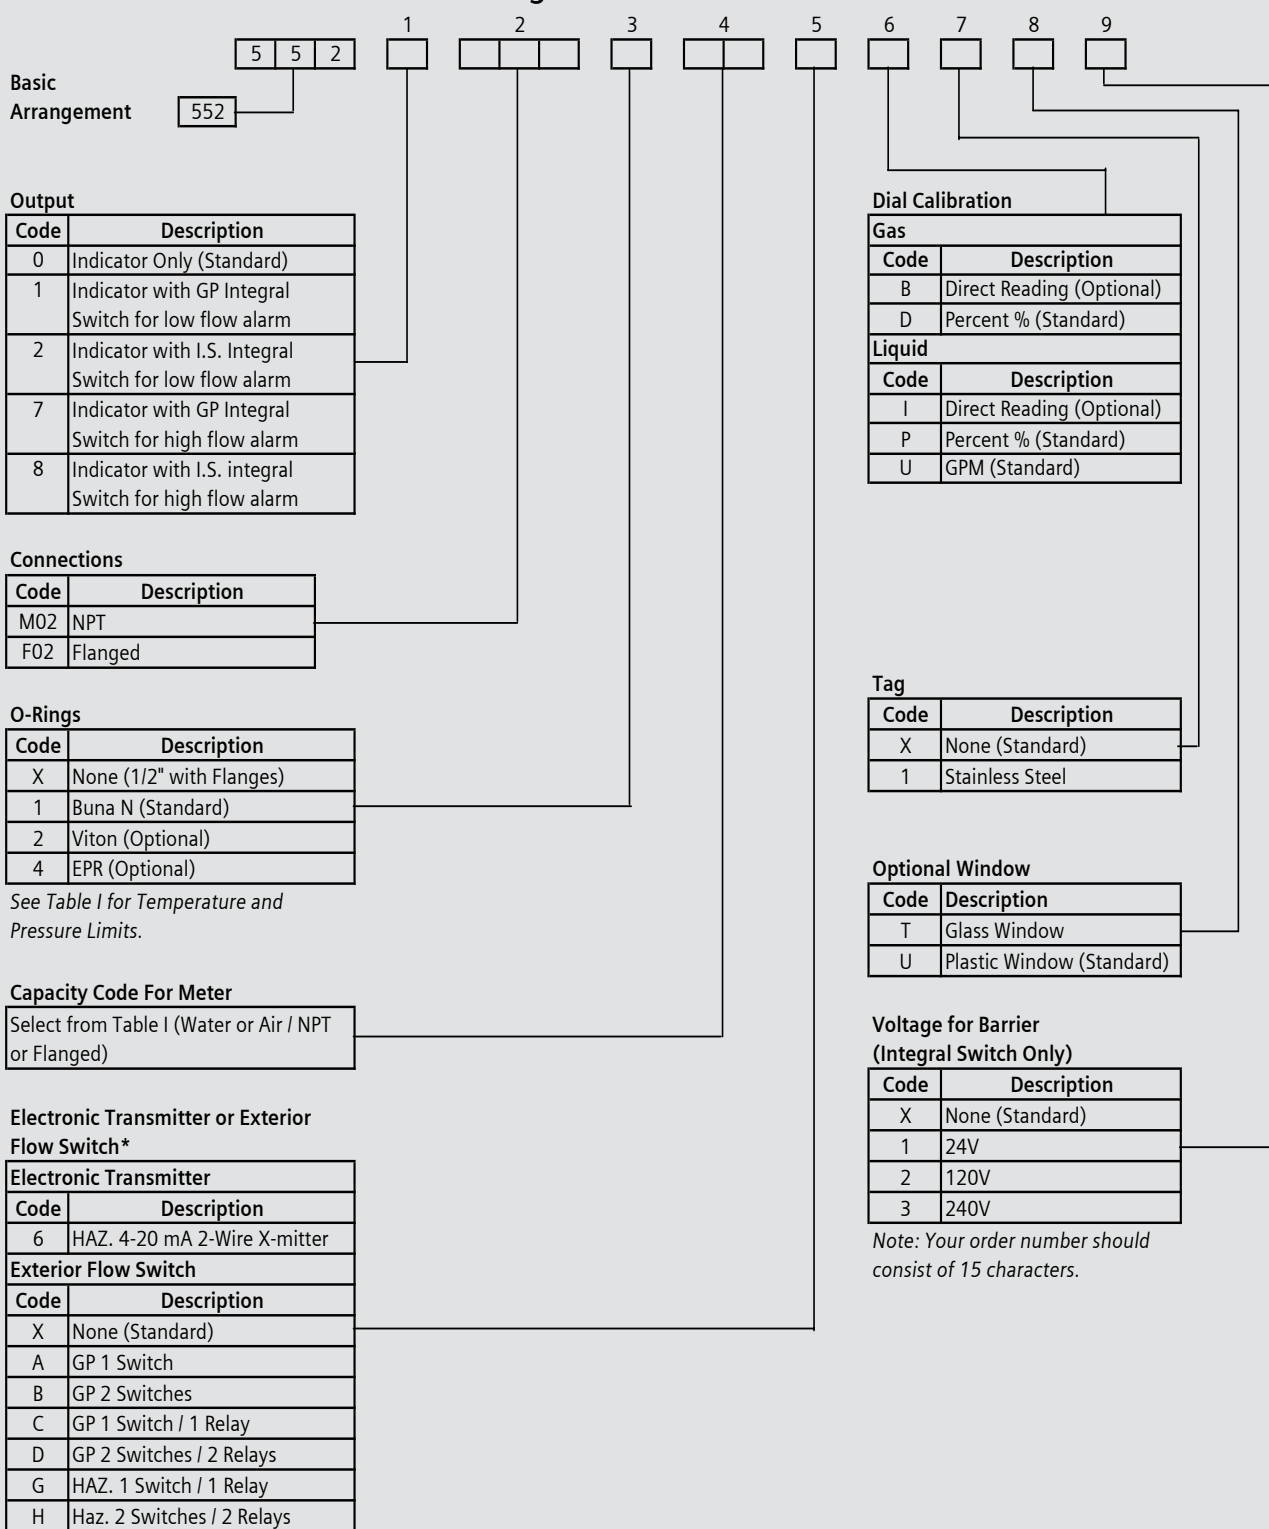 1 2 3 4 5 6 7 8 9
5 5 2
Basic
Arrangement 552
Output
Code Description
0 Indicator Only (Standard)
1 Indicator with GP Integral
Switch for low flow alarm
2 Indicator with I.S. Integral
Switch for low flow alarm
7 Indicator with GP Integral
Switch for high flow alarm
8 Indicator with I.S. integral
Switch for high flow alarm
Connections
Code Description
M02 NPT
F02 Flanged
O-Rings
Code Description
X None (1/2" with Flanges)
1 Buna N (Standard)
2 Viton (Optional)
4 EPR (Optional)
See Table I for Temperature and
Pressure Limits.
Capacity Code For Meter
Select from Table I (Water or Air / NPT
or Flanged)
Electronic Transmitter or Exterior
Flow Switch*
Electronic Transmitter
Code Description
6 HAZ. 4-20 mA 2-Wire X-mitter
Exterior Flow Switch
Code Description
X None (Standard)
A GP 1 Switch
B GP 2 Switches
C GP 1 Switch / 1 Relay
D GP 2 Switches / 2 Relays
G HAZ. 1 Switch / 1 Relay
H Haz. 2 Switches / 2 Relays
Dial Calibration
Gas
Code Description
B Direct Reading (Optional)
D Percent % (Standard)
Liquid
Code Description
I Direct Reading (Optional)
P Percent % (Standard)
U GPM (Standard)
Tag
Code Description
X None (Standard)
1 Stainless Steel
Optional Window
Code Description
T Glass Window
U Plastic Window (Standard)
Voltage for Barrier
(Integral Switch Only)
Code Description
X None (Standard)
1 24V
2 120V
3 240V
Note: Your order number should
consist of 15 characters.